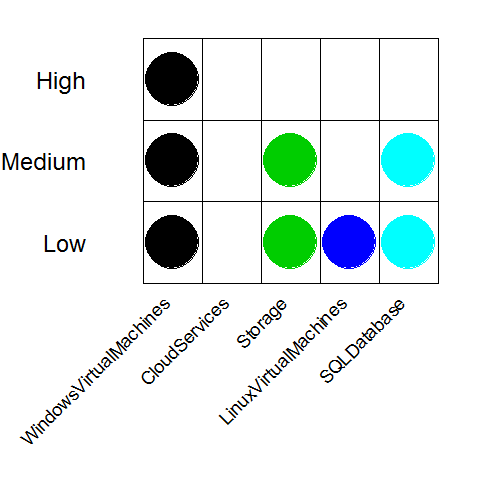 High
Medium
Low
WindowsVirtualMachines
CloudServices
Storage
LinuxVirtualMachines
SQLDatabase